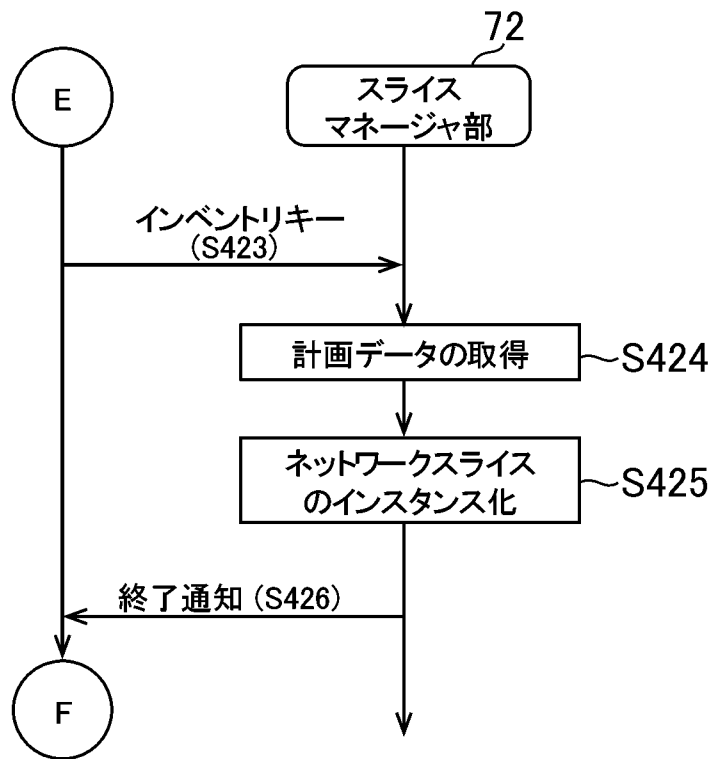 72
E
スライス
マネージャ部
インベントリキー
(S423)
計画データの取得
S424
ネットワークスライス
のインスタンス化
S425
終了通知 (S426)
F